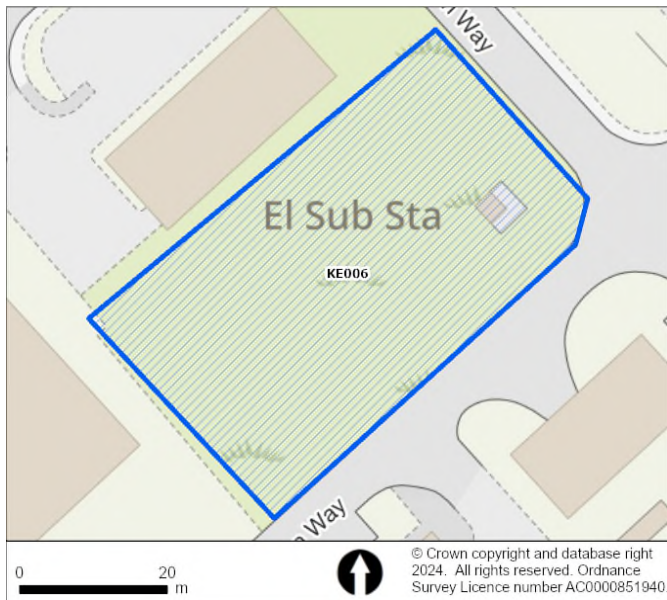 Way
El Sub Sta
KE006
Way
0 20
m
© Crown copyright and database right
2024. All rights reserved. Ordnance
Survey Licence number AC0000851940